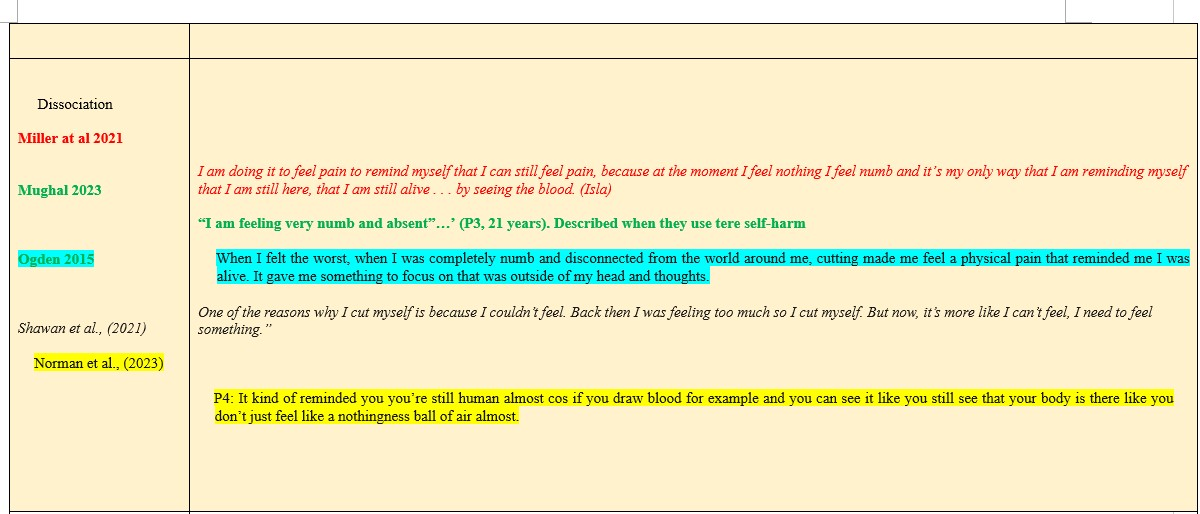 Dissociation
Miller at al 2021
Mughal 2023
Ogden 2015
Shawan et al., (2021)
Norman et al., (2023)
I am doing it to feel pain to remind myself that I can still feel pain, because at the moment I feel nothing I feel numb and it’s my only way that I am reminding myself
that I am still here, that I am still alive . . . by seeing the blood. (Isla)
“I am feeling very numb and absent”…’ (P3, 21 years). Described when they use tere self-harm
When I felt the worst, when I was completely numb and disconnected from the world around me, cutting made me feel a physical pain that reminded me I was
alive. It gave me something to focus on that was outside of my head and thoughts.
One of the reasons why I cut myself is because I couldn’t feel. Back then I was feeling too much so I cut myself. But now, it’s more like I can’t feel, I need to feel
something.”
P4: It kind of reminded you you’re still human almost cos if you draw blood for example and you can see it like you still see that your body is there like you
don’t just feel like a nothingness ball of air almost.